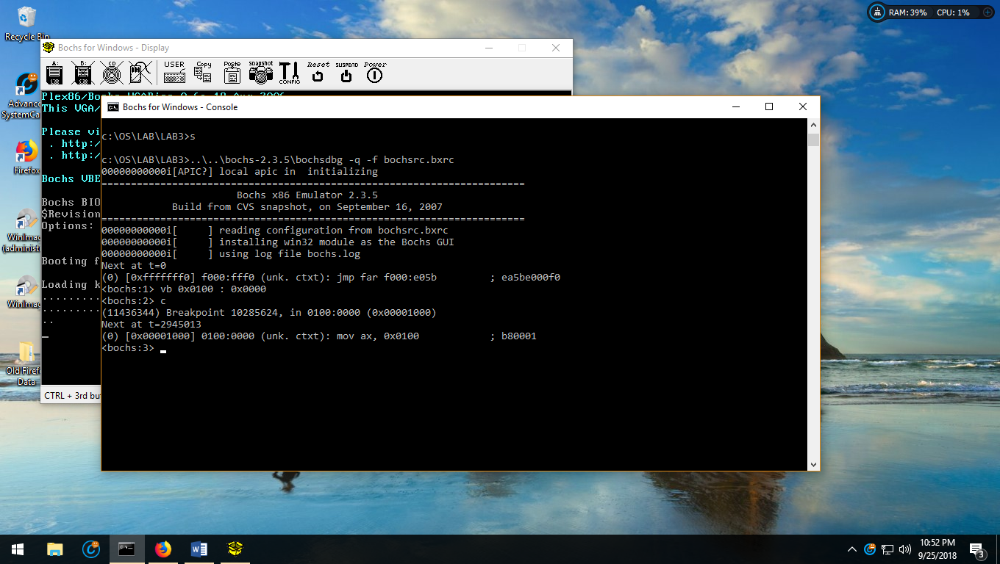 Recycle Bin
RAM: 39% CPU: 1%
Bochs for Windows - Display
A: B: CD USER Copy Paste snapshot CONFIG Reset SUSPEND Power
Advance
SystemCa
Firefox
WinImag
(administ
WinImag
Old Firef
Data
Plex86/Bochs VGABios 0.6a 19 Aug 2006
This VGA/
Please vi
. http:/
. http:/
Bochs VBE
Bochs BIO
$Revision
Options:
Booting f
Loading k
.........
.........
..
CTRL + 3rd bu
Bochs for Windows - Console
c:\OS\LAB\LAB3>s
c:\OS\LAB\LAB3>..\..\bochs-2.3.5\bochsdbg -q -f bochsrc.bxrc
00000000000i[APIC?] local apic in  initializing
========================================================================
Bochs x86 Emulator 2.3.5
Build from CVS snapshot, on September 16, 2007
========================================================================
00000000000i[     ] reading configuration from bochsrc.bxrc
00000000000i[     ] installing win32 module as the Bochs GUI
00000000000i[     ] using log file bochs.log
Next at t=0
(0) [0xfffffff0] f000:fff0 (unk. ctxt): jmp far f000:e05b ; ea5be000f0
<bochs:1> vb 0x0100 : 0x0000
<bochs:2> c
(11436344) Breakpoint 10285624, in 0100:0000 (0x00001000)
Next at t=2945013
(0) [0x00001000] 0100:0000 (unk. ctxt): mov ax, 0x0100 ; b80001
<bochs:3>
10:52 PM
9/25/2018
3